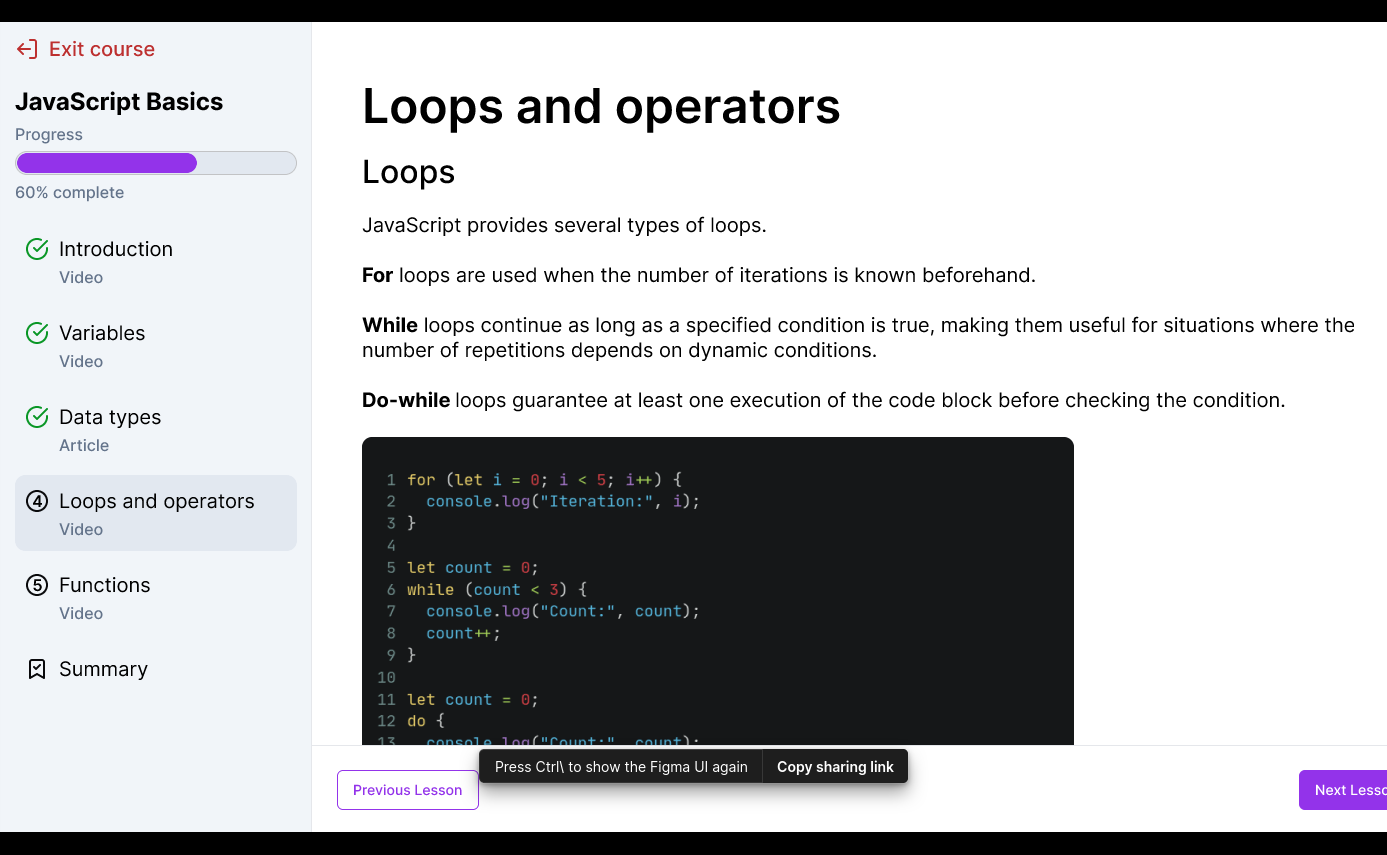 Exit course
JavaScript Basics
Progress
60% complete
Introduction
Video
Variables
Video
Data types
Article
4 Loops and operators
Video
5 Functions
Video
Summary
Loops and operators
Loops
JavaScript provides several types of loops.
For loops are used when the number of iterations is known beforehand.
While loops continue as long as a specified condition is true, making them useful for situations where the
number of repetitions depends on dynamic conditions.
Do-while loops guarantee at least one execution of the code block before checking the condition.
1 for (let i = 0; i < 5; i++) {
2   console.log("Iteration:", i);
3 }
4
5 let count = 0;
6 while (count < 3) {
7   console.log("Count:", count);
8   count++;
9 }
10
11 let count = 0;
12 do {
13   console.log("Count:", count);
Press Ctrl\ to show the Figma UI again
Copy sharing link
Previous Lesson
Next Lesso